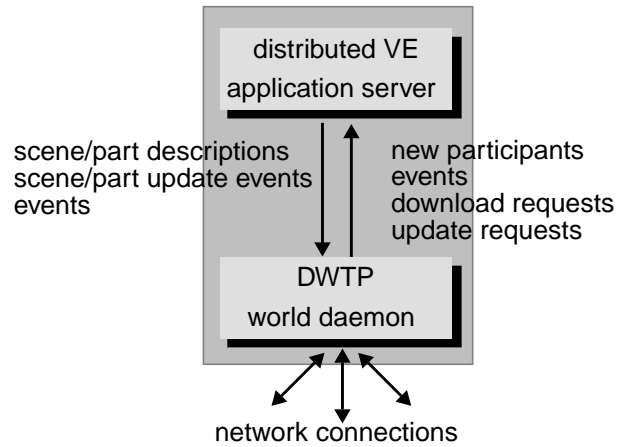 distributed VE
application server
scene/part descriptions
scene/part update events
events
new participants
events
download requests
update requests
DWTP
world daemon
network connections